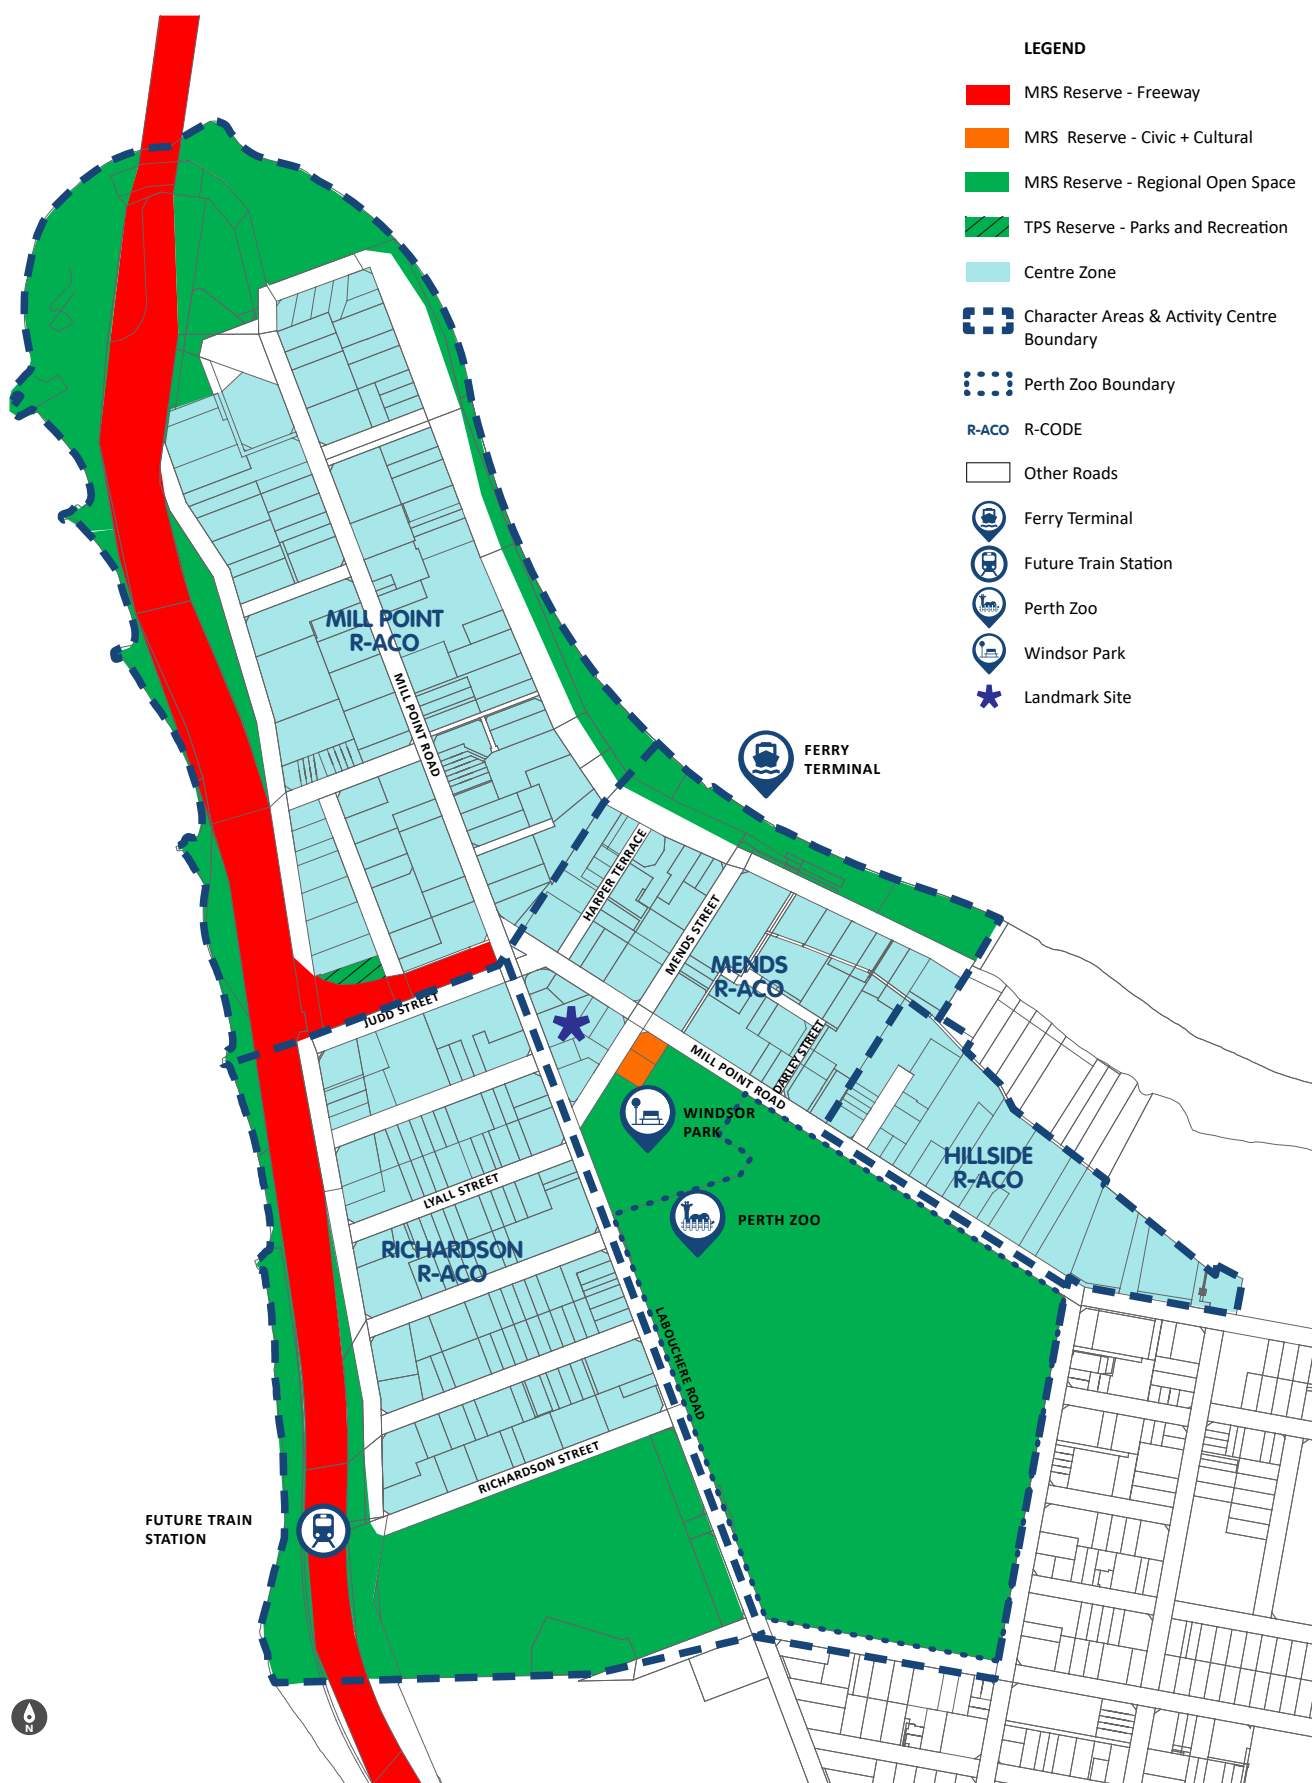 LEGEND
MRS Reserve - Freeway
MRS Reserve - Civic + Cultural
MRS Reserve - Regional Open Space
TPS Reserve - Parks and Recreation
Centre Zone
Character Areas & Activity Centre
Boundary
Perth Zoo Boundary
R-ACO R-CODE
Other Roads
Ferry Terminal
Future Train Station
Perth Zoo
Windsor Park
Landmark Site
MILL POINT
R-ACO
MILL POINT ROAD
FERRY
TERMINAL
HARPER TERRACE
MENDS STREET
MENDS
R-ACO
JUDD STREET
DARLEY STREET
MILL POINT ROAD
WINDSOR
PARK
HILLSIDE
R-ACO
LYALL STREET
PERTH ZOO
RICHARDSON
R-ACO
LABOUCHERE ROAD
RICHARDSON STREET
FUTURE TRAIN
STATION
N